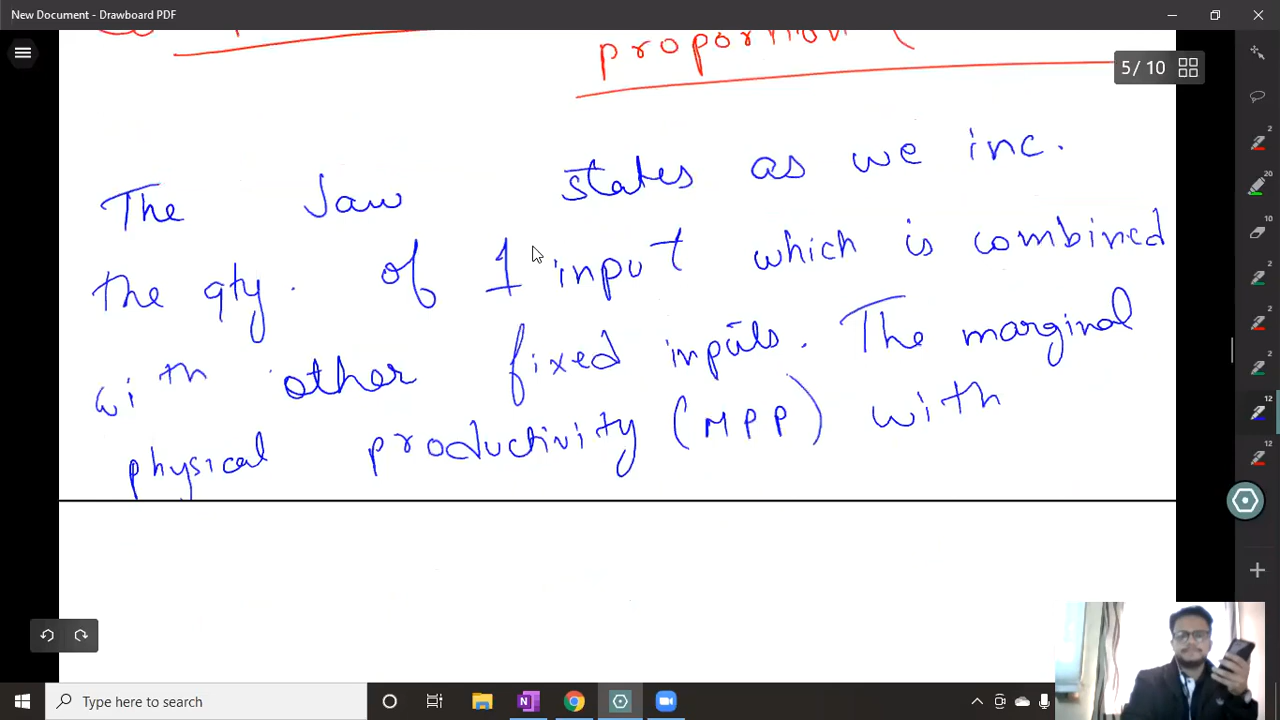 New Document - Drawboard PDF
proportion (
5 / 10
The law states as we inc.
the qty. of 1 input which is combined
with other fixed inputs. The marginal
physical productivity (MPP) with
Type here to search